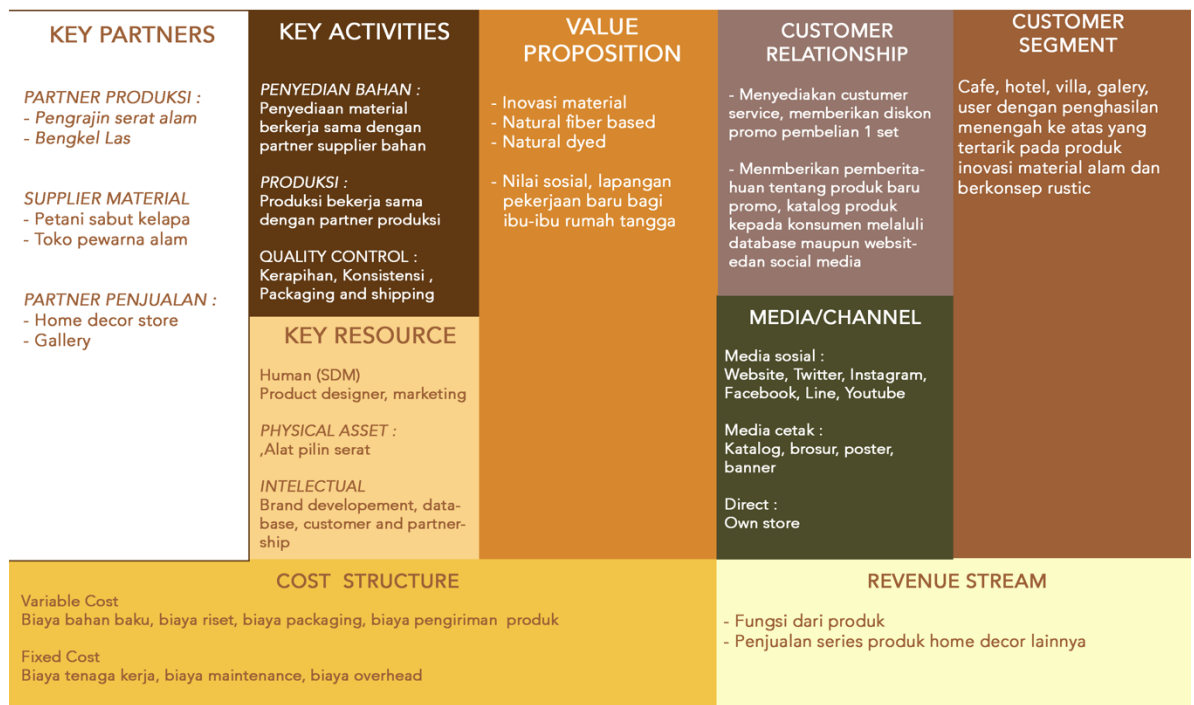 KEY PARTNERS
PARTNER PRODUKSI :
- Pengrajin serat alam
- Bengkel Las
SUPPLIER MATERIAL
- Petani sabut kelapa
- Toko pewarna alam
PARTNER PENJUALAN :
- Home decor store
- Gallery
KEY ACTIVITIES
PENYEDIAN BAHAN :
Penyediaan material
berkerja sama dengan
partner supplier bahan
PRODUKSI :
Produksi bekerja sama
dengan partner produksi
QUALITY CONTROL :
Kerapihan, Konsistensi ,
Packaging and shipping
KEY RESOURCE
Human (SDM)
Product designer, marketing
PHYSICAL ASSET :
,Alat pilin serat
INTELECTUAL
Brand developement, data-
base, customer and partner-
ship
VALUE
PROPOSITION
- Inovasi material
- Natural fiber based
- Natural dyed
- Nilai sosial, lapangan
pekerjaan baru bagi
ibu-ibu rumah tangga
CUSTOMER
RELATIONSHIP
- Menyediakan custumer
service, memberikan diskon
promo pembelian 1 set
- Menmberikan pemberita-
huan tentang produk baru
promo, katalog produk
kepada konsumen melaluli
database maupun websit-
edan social media
MEDIA/CHANNEL
Media sosial :
Website, Twitter, Instagram,
Facebook, Line, Youtube
Media cetak :
Katalog, brosur, poster,
banner
Direct :
Own store
CUSTOMER
SEGMENT
Cafe, hotel, villa, galery,
user dengan penghasilan
menengah ke atas yang
tertarik pada produk
inovasi material alam dan
berkonsep rustic
COST STRUCTURE
Variable Cost
Biaya bahan baku, biaya riset, biaya packaging, biaya pengiriman produk
Fixed Cost
Biaya tenaga kerja, biaya maintenance, biaya overhead
REVENUE STREAM
- Fungsi dari produk
- Penjualan series produk home decor lainnya